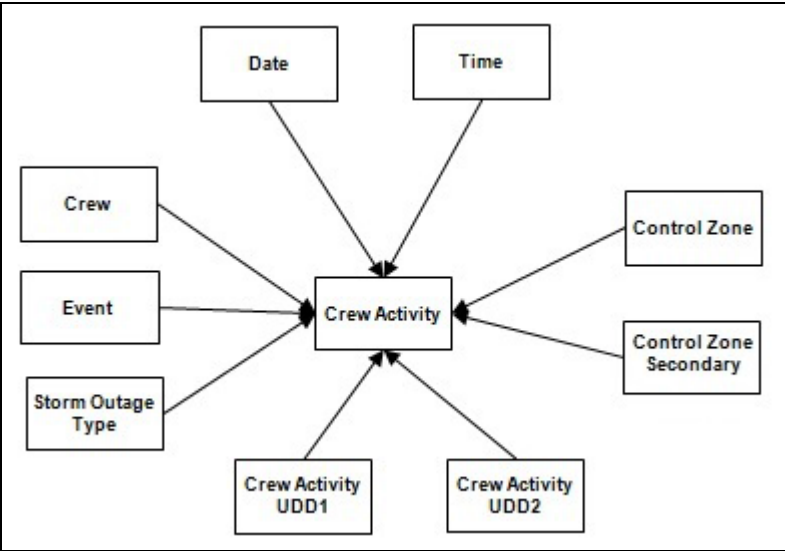 Date
Time
Crew
Control Zone
Event
Crew Activity
Control Zone
Secondary
Storm Outage
Type
Crew Activity
UDD1
Crew Activity
UDD2